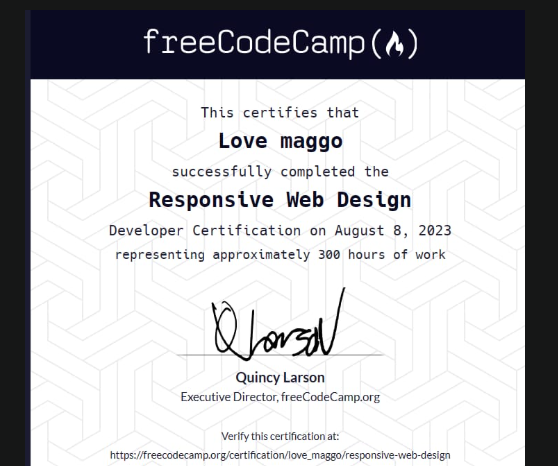 freeCodeCamp(🔥)
This certifies that
Love maggo
successfully completed the
Responsive Web Design
Developer Certification on August 8, 2023
representing approximately 300 hours of work
Quincy Larson
Executive Director, freeCodeCamp.org
Verify this certification at:
https://freecodecamp.org/certification/love_maggo/responsive-web-design